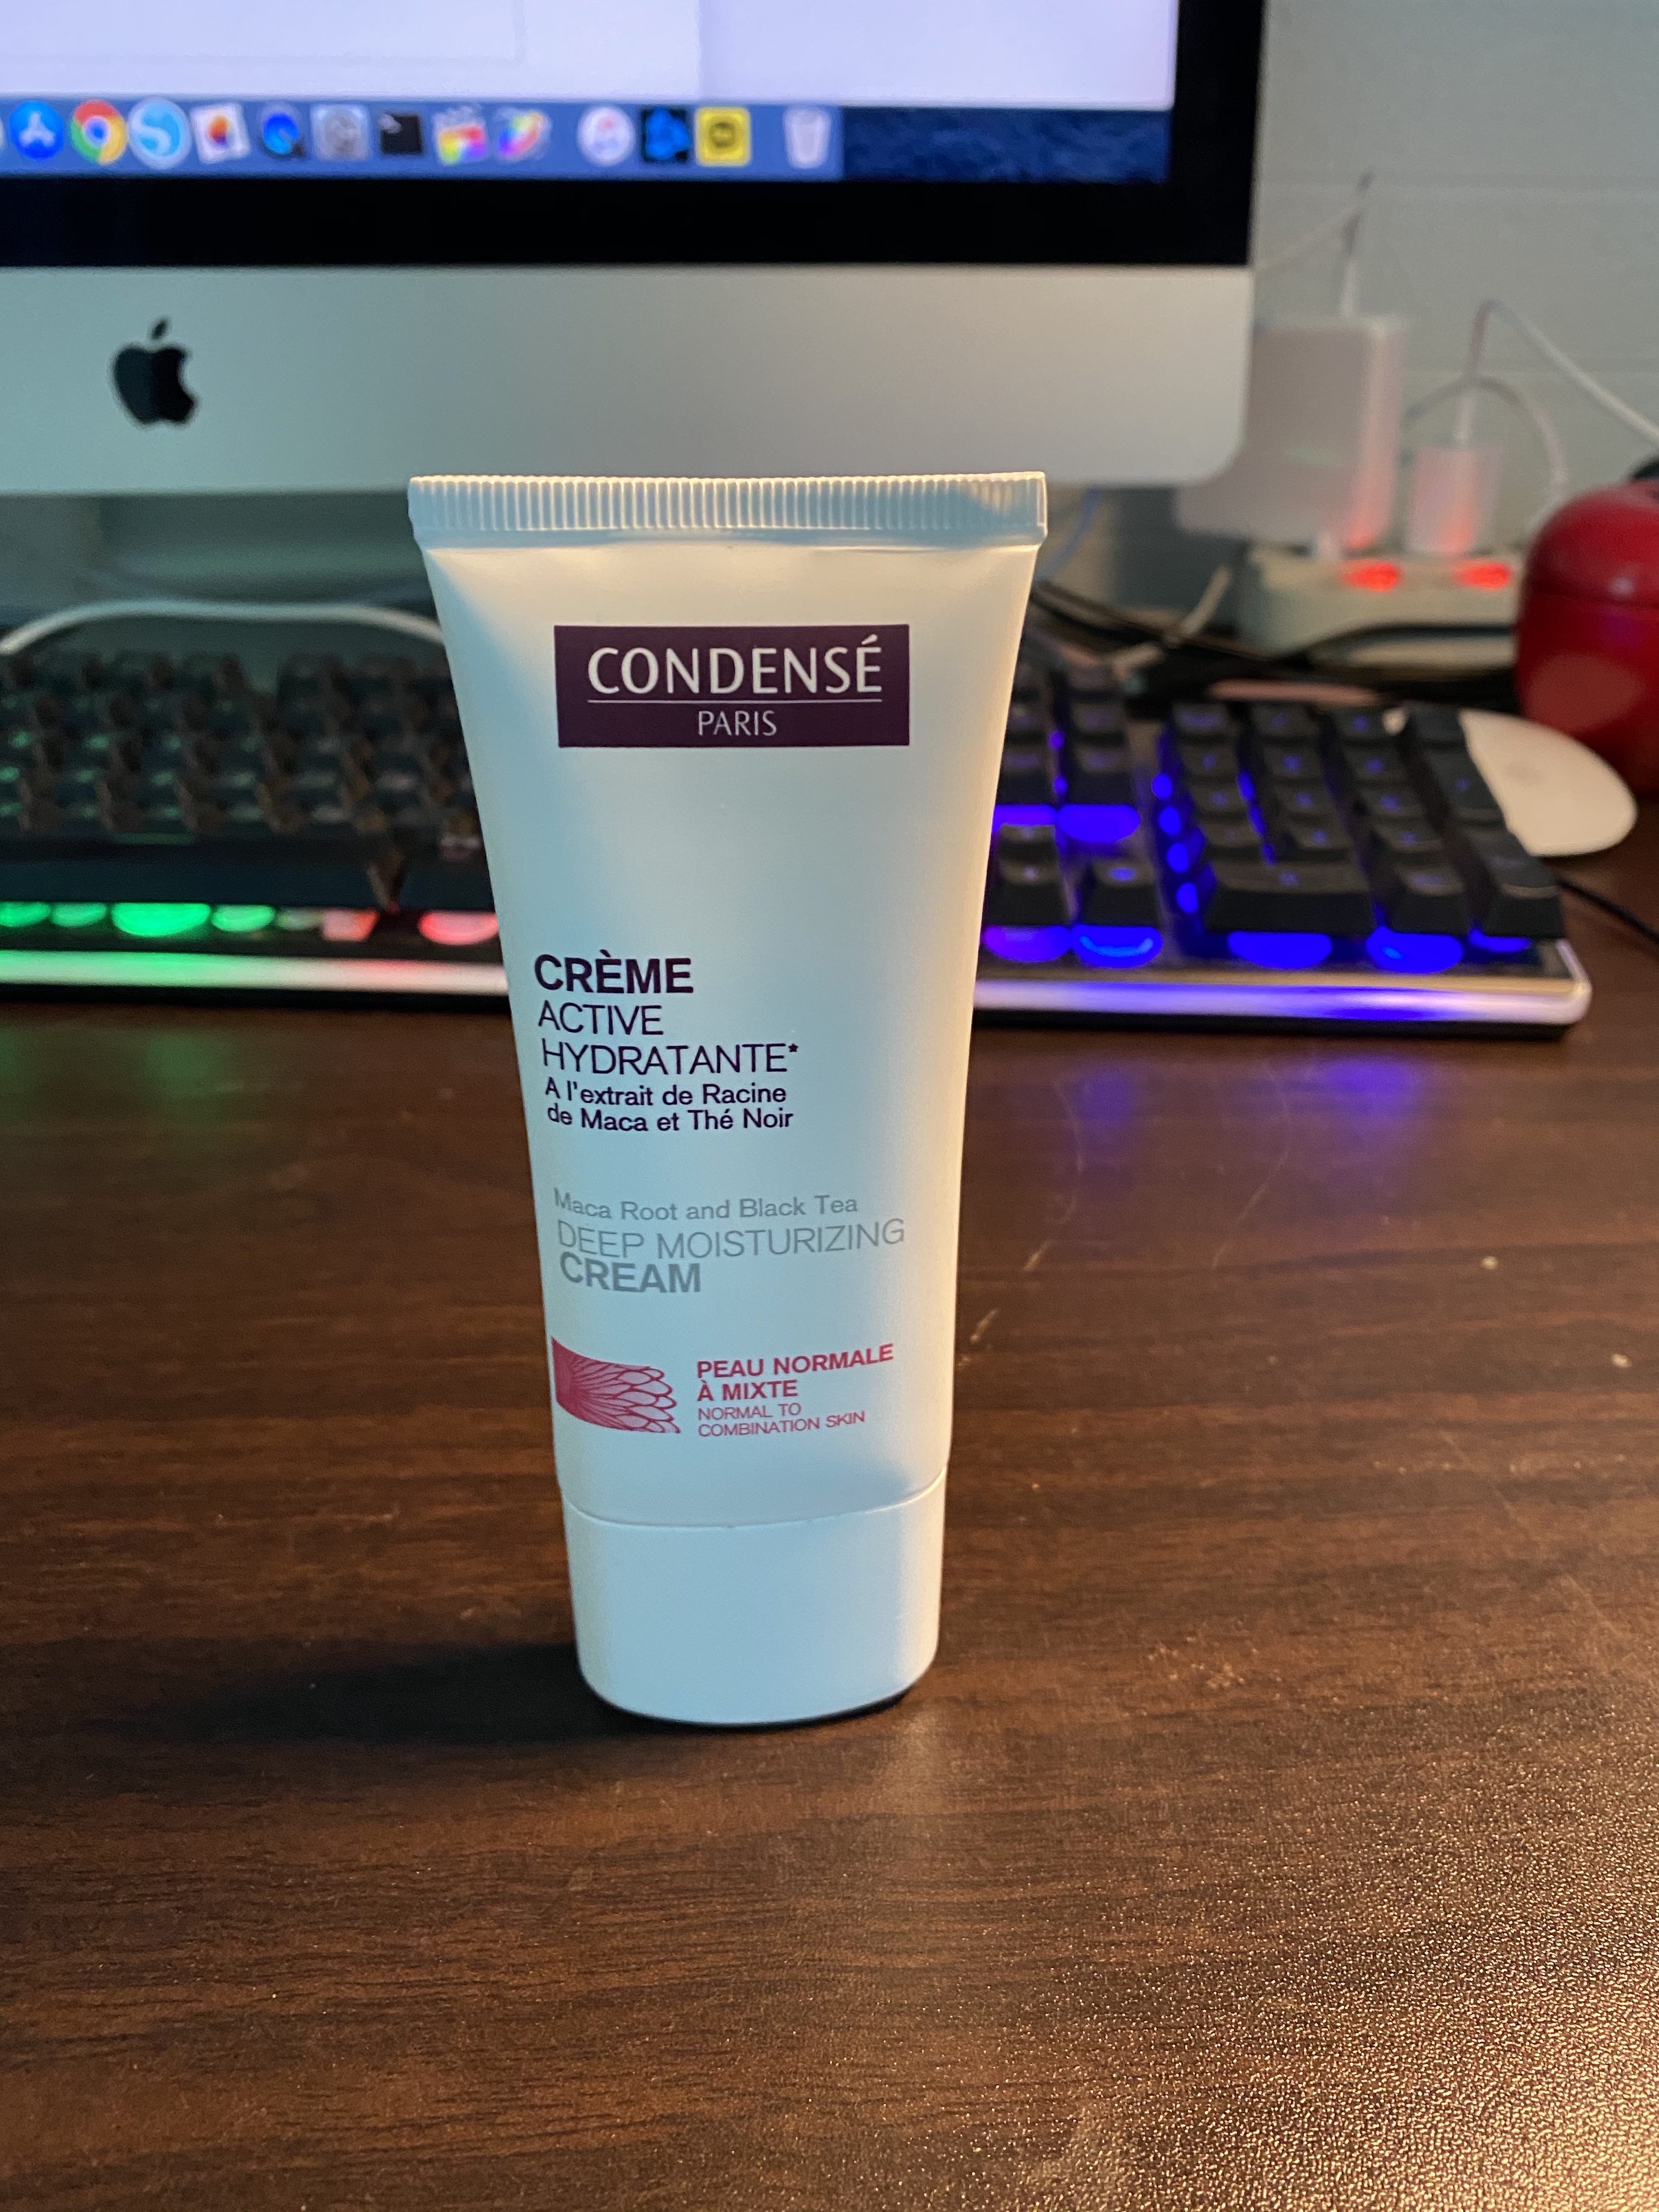 CONDENSÉ
PARIS
CRÈME
ACTIVE
HYDRATANTE*
A l'extrait de Racine
de Maca et Thé Noir
Maca Root and Black Tea
DEEP MOISTURIZING
CREAM
PEAU NORMALE
À MIXTE
NORMAL TO
COMBINATION SKIN